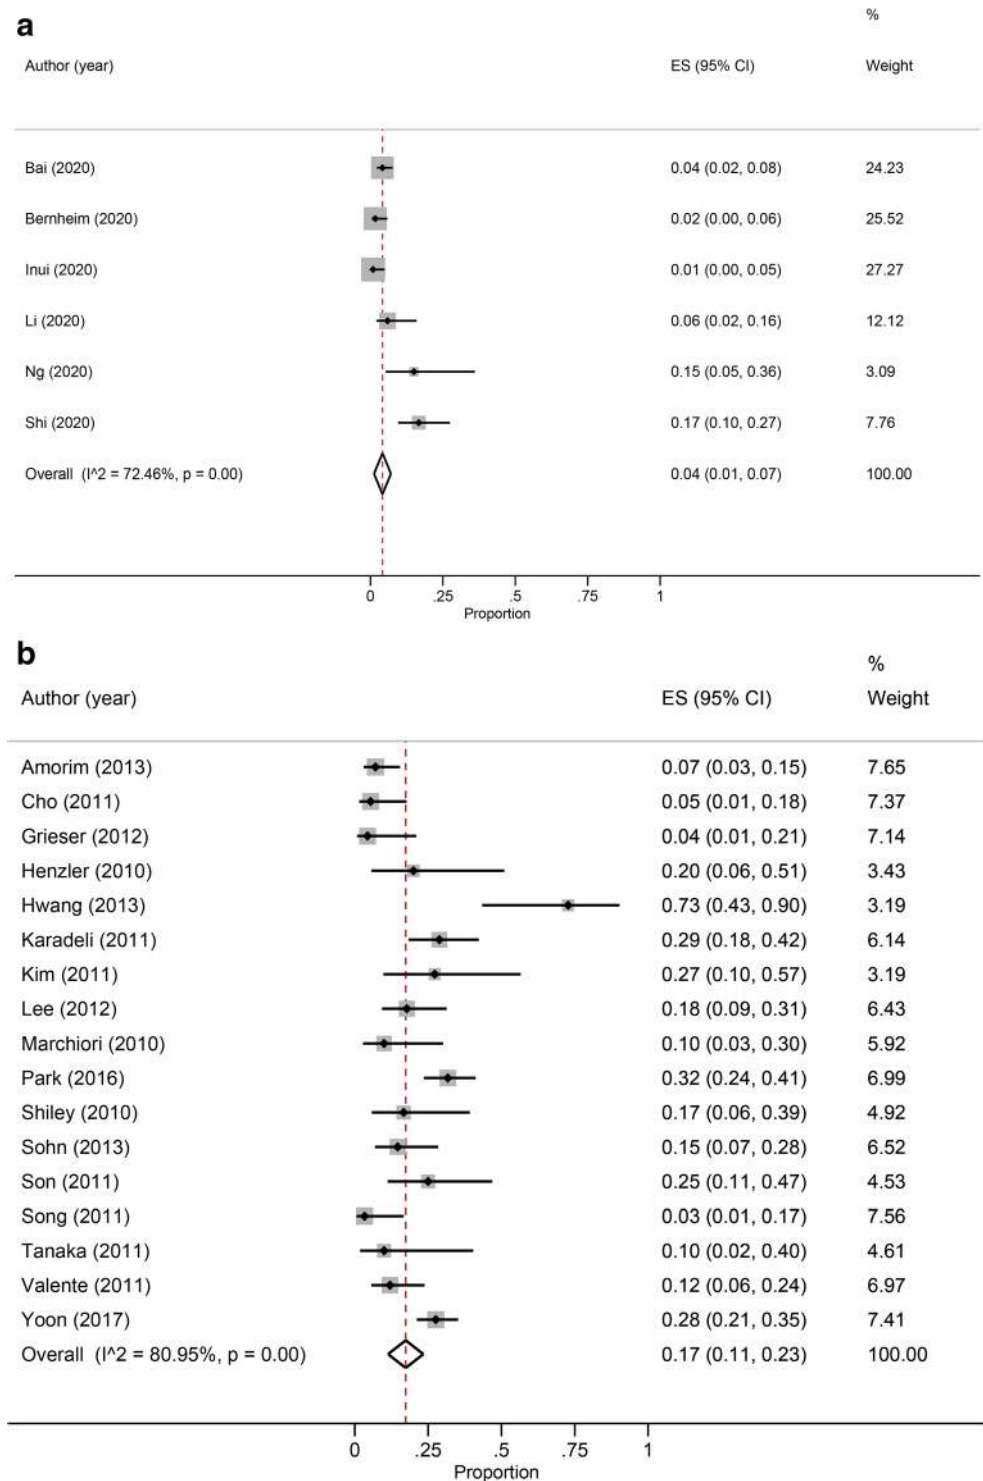 a
%
Author (year) ES (95% CI) Weight
Bai (2020) 0.04 (0.02, 0.08) 24.23
Bernheim (2020) 0.02 (0.00, 0.06) 25.52
Inui (2020) 0.01 (0.00, 0.05) 27.27
Li (2020) 0.06 (0.02, 0.16) 12.12
Ng (2020) 0.15 (0.05, 0.36) 3.09
Shi (2020) 0.17 (0.10, 0.27) 7.76
Overall (I^2 = 72.46%, p = 0.00) 0.04 (0.01, 0.07) 100.00
0 .25 .5 .75 1
Proportion
b
%
Author (year) ES (95% CI) Weight
Amorim (2013) 0.07 (0.03, 0.15) 7.65
Cho (2011) 0.05 (0.01, 0.18) 7.37
Grieser (2012) 0.04 (0.01, 0.21) 7.14
Henzler (2010) 0.20 (0.06, 0.51) 3.43
Hwang (2013) 0.73 (0.43, 0.90) 3.19
Karadeli (2011) 0.29 (0.18, 0.42) 6.14
Kim (2011) 0.27 (0.10, 0.57) 3.19
Lee (2012) 0.18 (0.09, 0.31) 6.43
Marchiori (2010) 0.10 (0.03, 0.30) 5.92
Park (2016) 0.32 (0.24, 0.41) 6.99
Shiley (2010) 0.17 (0.06, 0.39) 4.92
Sohn (2013) 0.15 (0.07, 0.28) 6.52
Son (2011) 0.25 (0.11, 0.47) 4.53
Song (2011) 0.03 (0.01, 0.17) 7.56
Tanaka (2011) 0.10 (0.02, 0.40) 4.61
Valente (2011) 0.12 (0.06, 0.24) 6.97
Yoon (2017) 0.28 (0.21, 0.35) 7.41
Overall (I^2 = 80.95%, p = 0.00) 0.17 (0.11, 0.23) 100.00
0 .25 .5 .75 1
Proportion